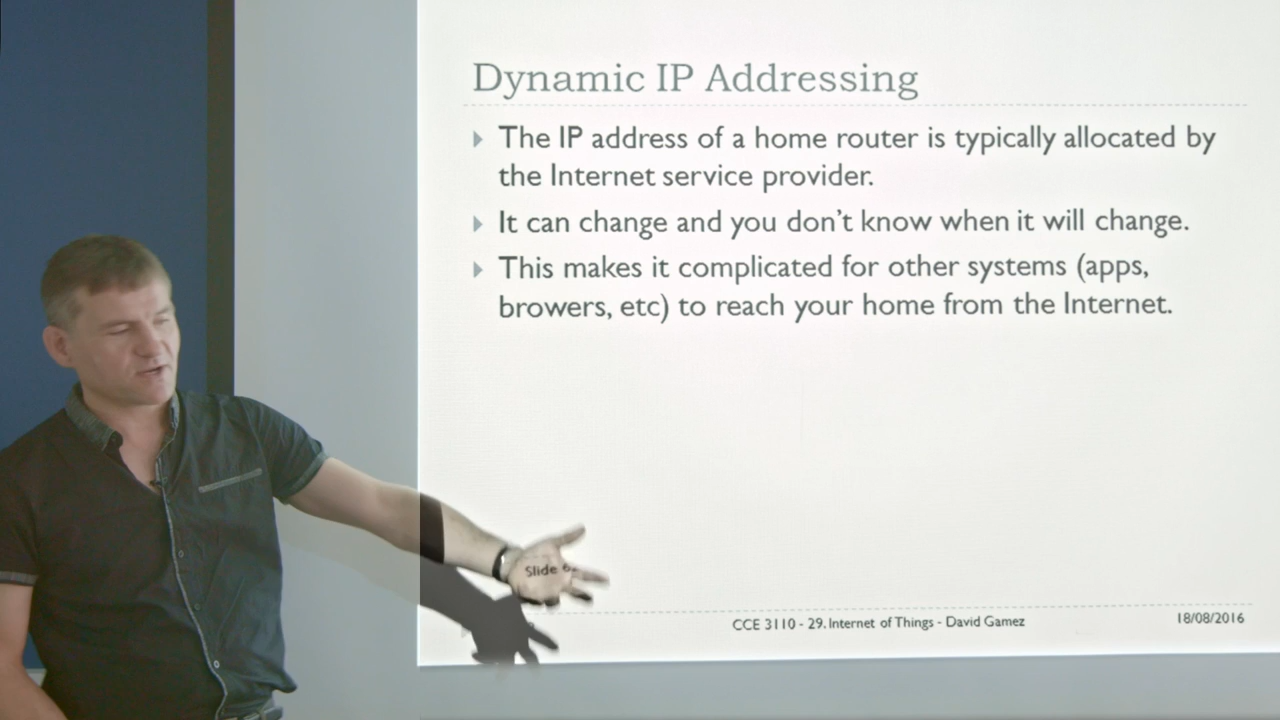 Dynamic IP Addressing
The IP address of a home router is typically allocated by
the Internet service provider.
It can change and you don't know when it will change.
This makes it complicated for other systems (apps,
browers, etc) to reach your home from the Internet.
Slide
CCE 3110 - 29. Internet of Things - David Gamez
18/08/2016